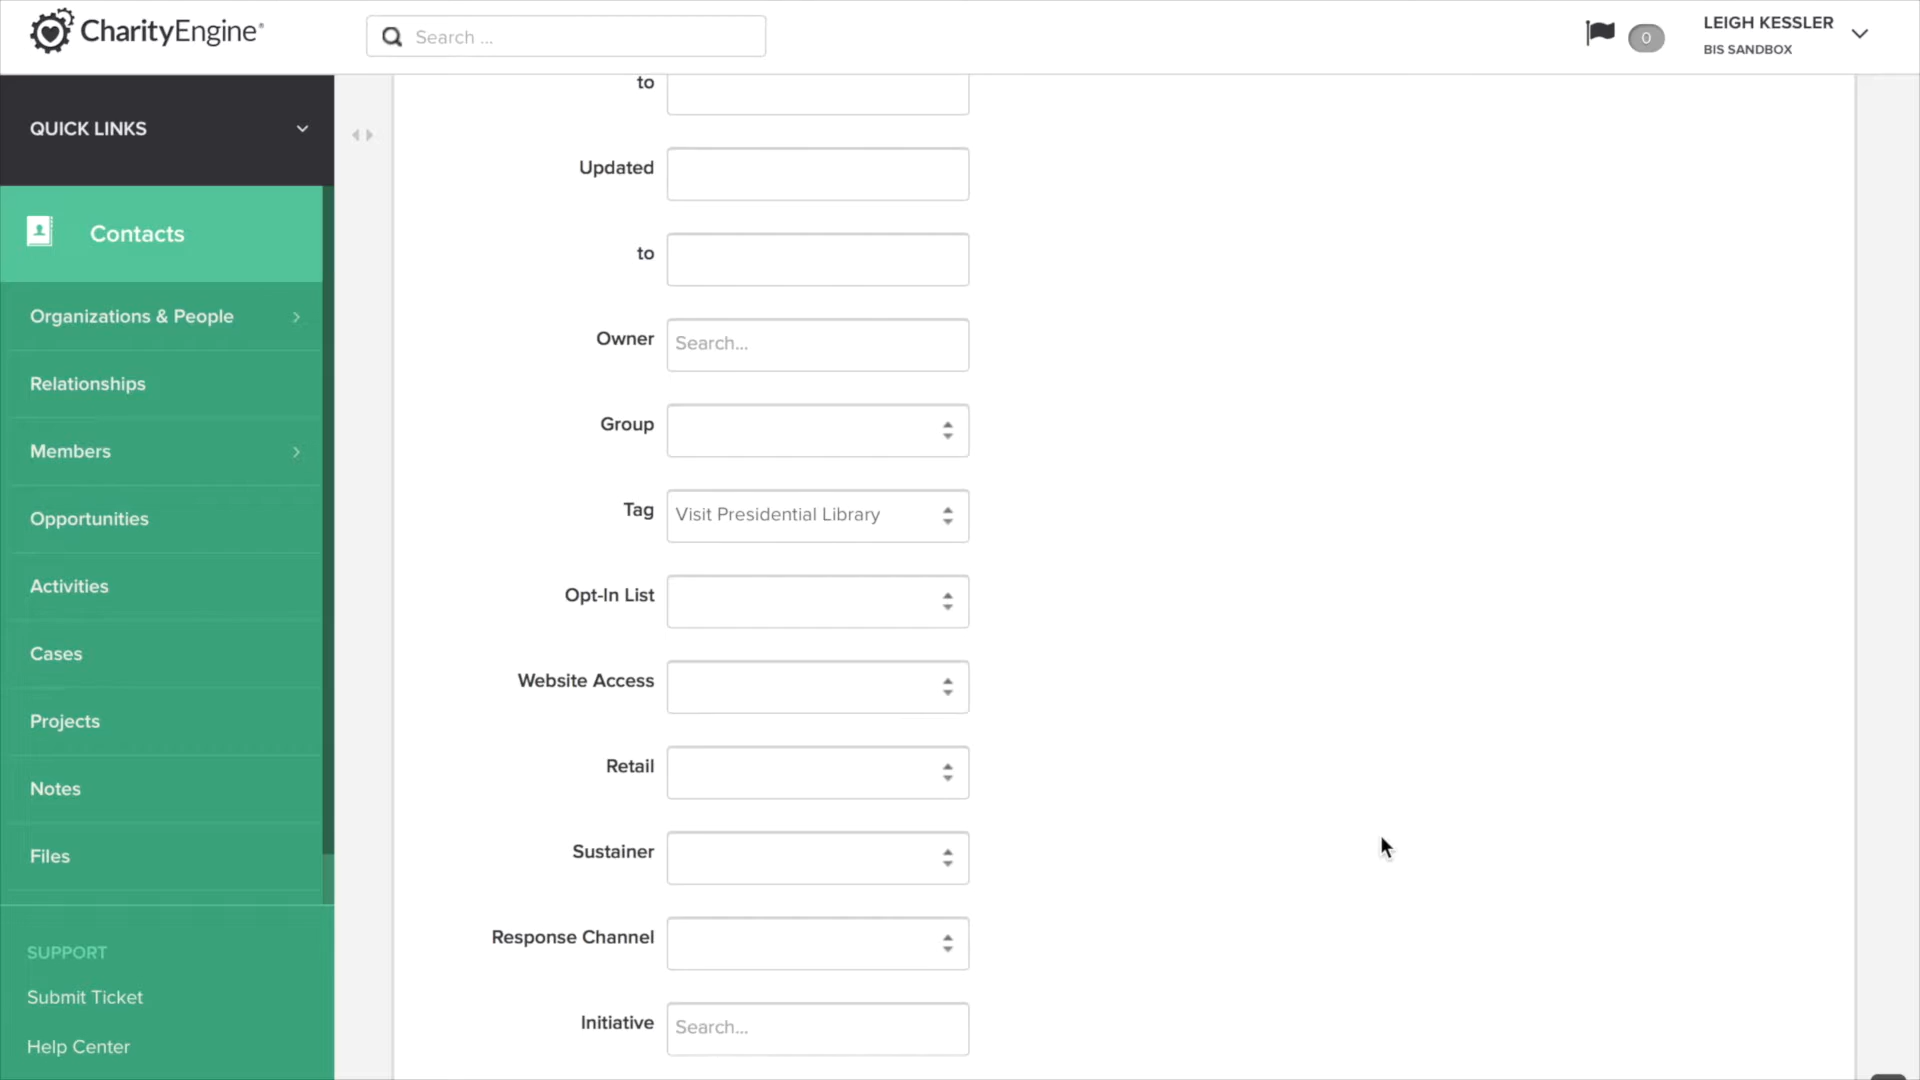 CharityEngine®
Search ...
0
LEIGH KESSLER
BIS SANDBOX
QUICK LINKS
Contacts
Organizations & People
Relationships
Members
Opportunities
Activities
Cases
Projects
Notes
Files
SUPPORT
Submit Ticket
Help Center
to
Updated
to
Owner Search...
Group
Tag Visit Presidential Library
Opt-In List
Website Access
Retail
Sustainer
Response Channel
Initiative Search...